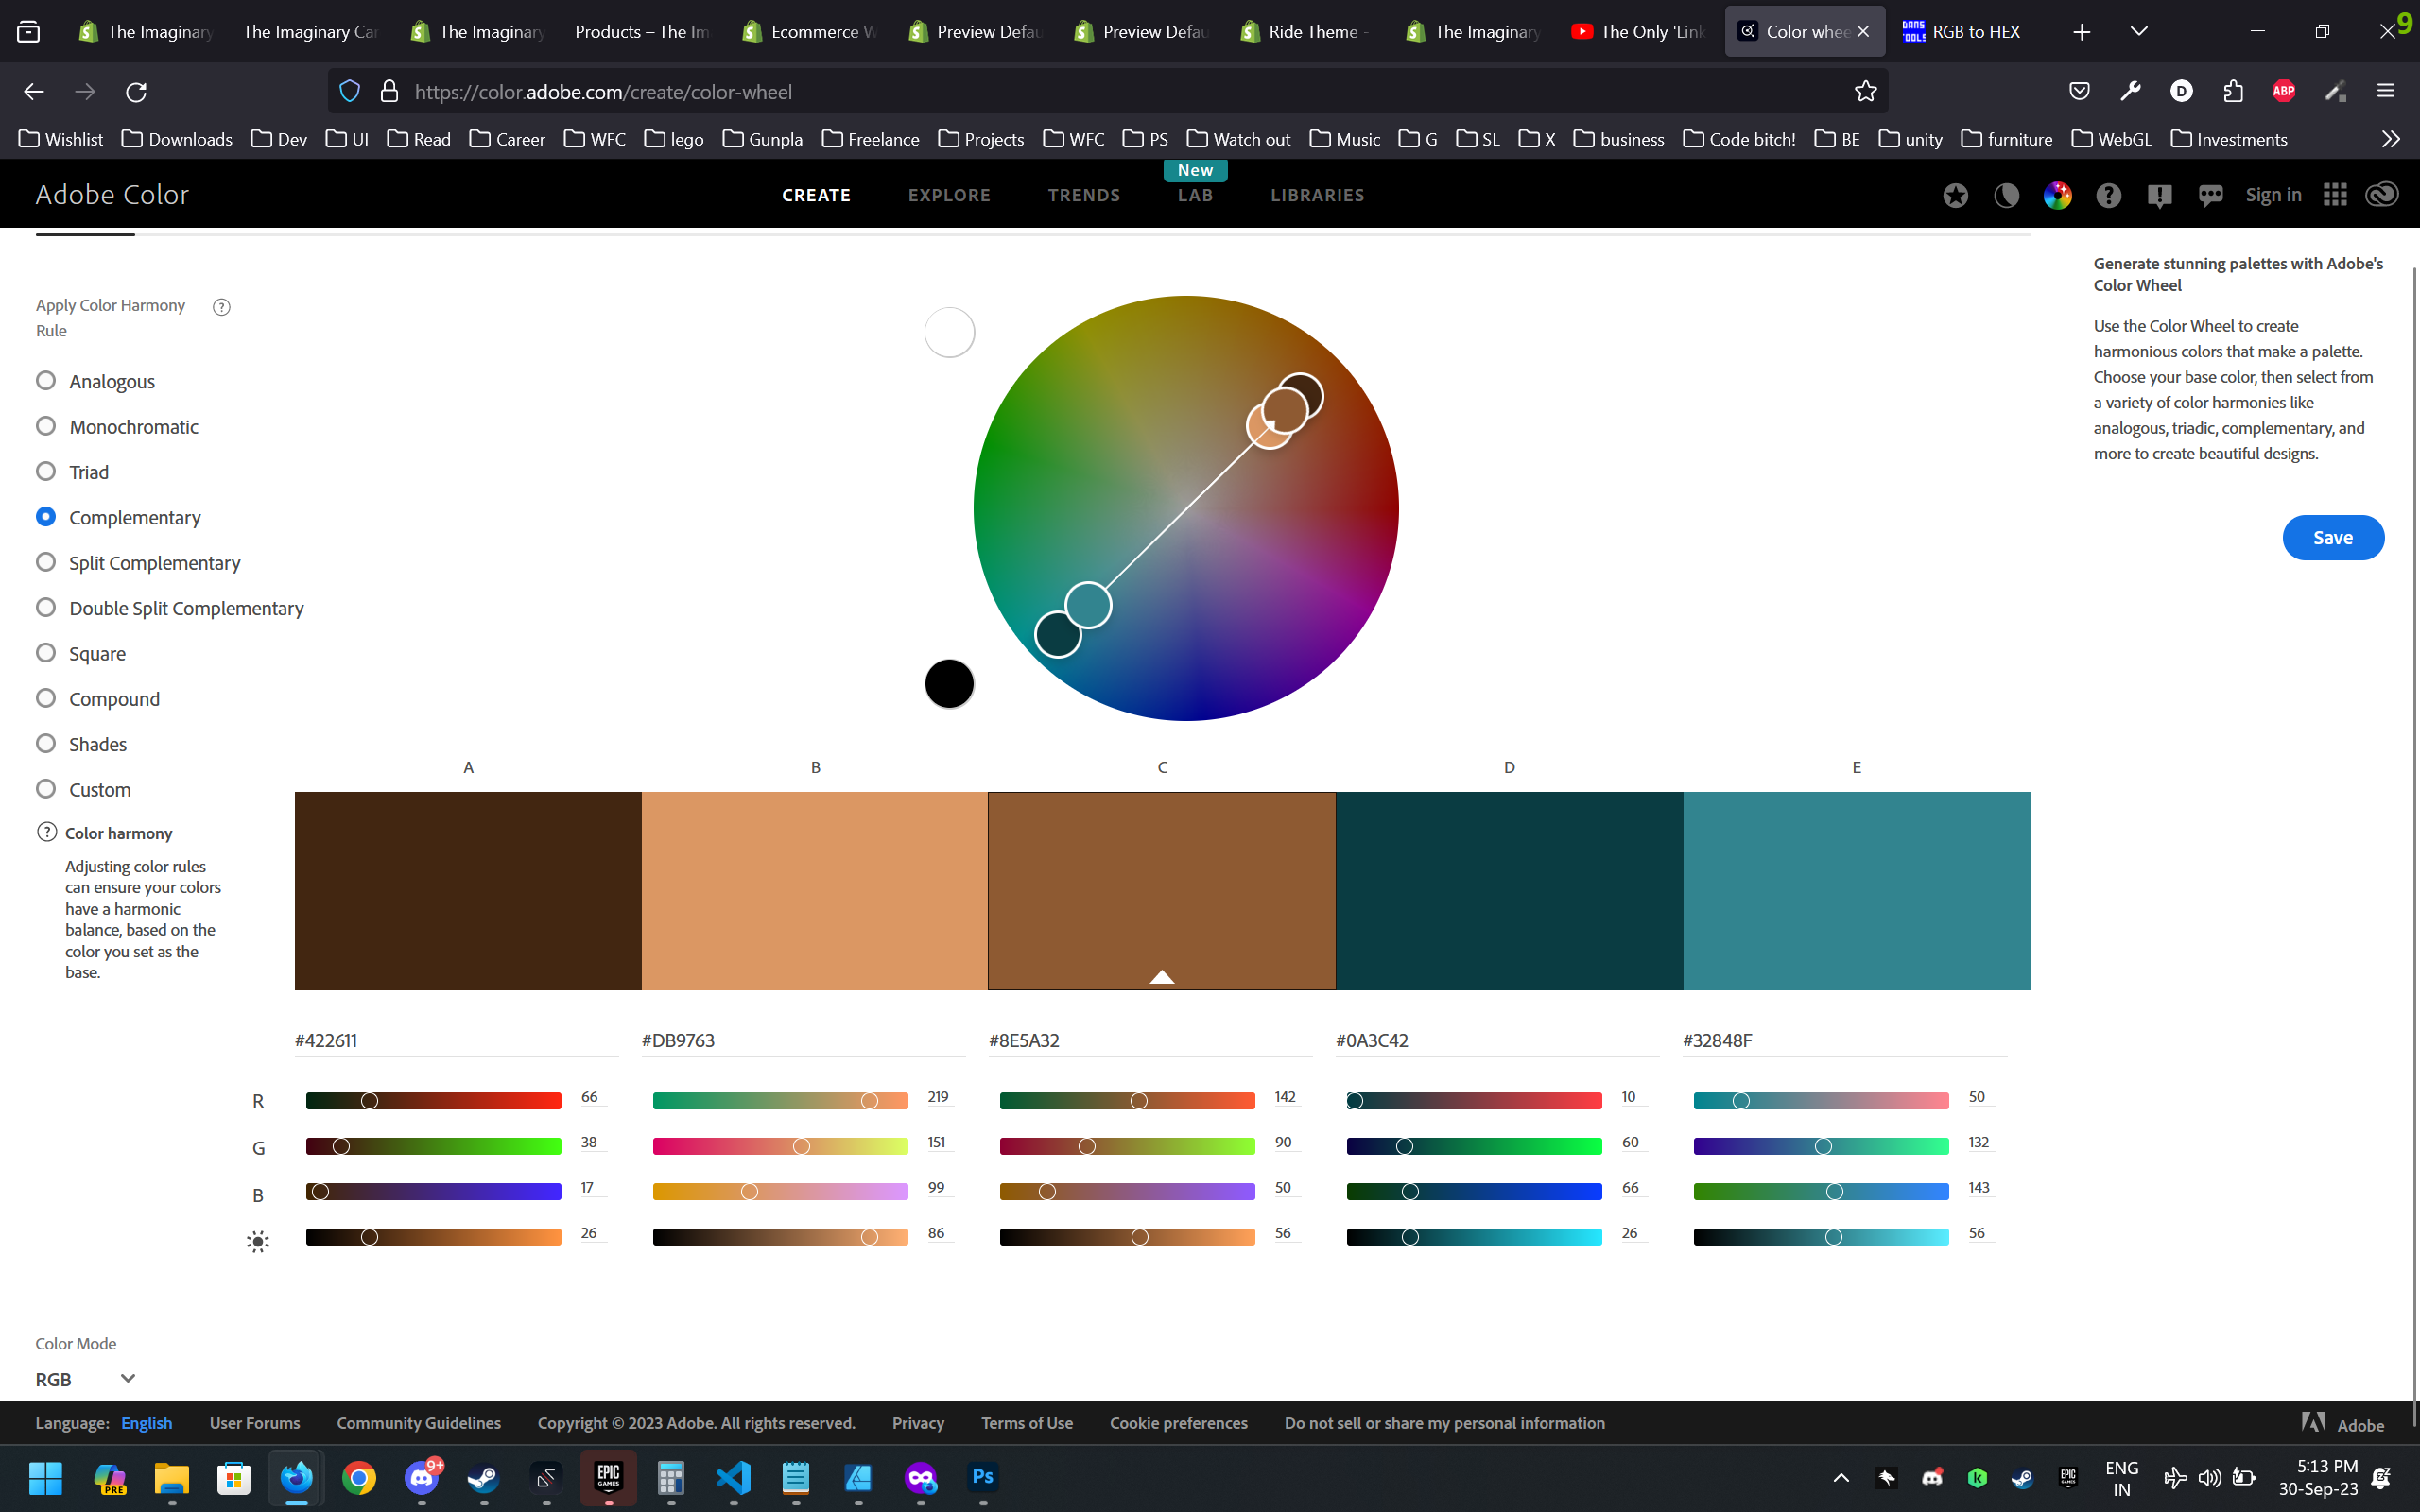 The Imaginary
The Imaginary Car
The Imaginary
Products – The Im
Ecommerce W
Preview Defau
Preview Defau
Ride Theme -
The Imaginary
The Only 'Link
Color whee
RGB to HEX
9
https://color.adobe.com/create/color-wheel
D
ABP
Wishlist
Downloads
Dev
UI
Read
Career
WFC
lego
Gunpla
Freelance
Projects
WFC
PS
Watch out
Music
G
SL
X
business
Code bitch!
BE
unity
furniture
WebGL
Investments
Adobe Color
CREATE
EXPLORE
TRENDS
New
LAB
LIBRARIES
Sign in
Generate stunning palettes with Adobe's
Color Wheel
Use the Color Wheel to create
harmonious colors that make a palette.
Choose your base color, then select from
a variety of color harmonies like
analogous, triadic, complementary, and
more to create beautiful designs.
Save
Apply Color Harmony
Rule
Analogous
Monochromatic
Triad
Complementary
Split Complementary
Double Split Complementary
Square
Compound
Shades
Custom
Color harmony
Adjusting color rules
can ensure your colors
have a harmonic
balance, based on the
color you set as the
base.
A B C D E
#422611 #DB9763 #8E5A32 #0A3C42 #32848F
R 66 219 142 10 50
G 38 151 90 60 132
B 17 99 50 66 143
26 86 56 26 56
Color Mode
RGB
Language: English User Forums Community Guidelines Copyright © 2023 Adobe. All rights reserved. Privacy Terms of Use Cookie preferences Do not sell or share my personal information Adobe
PRE
9+
EPIC
GAMES
Ps
ENG
IN
5:13 PM
30-Sep-23